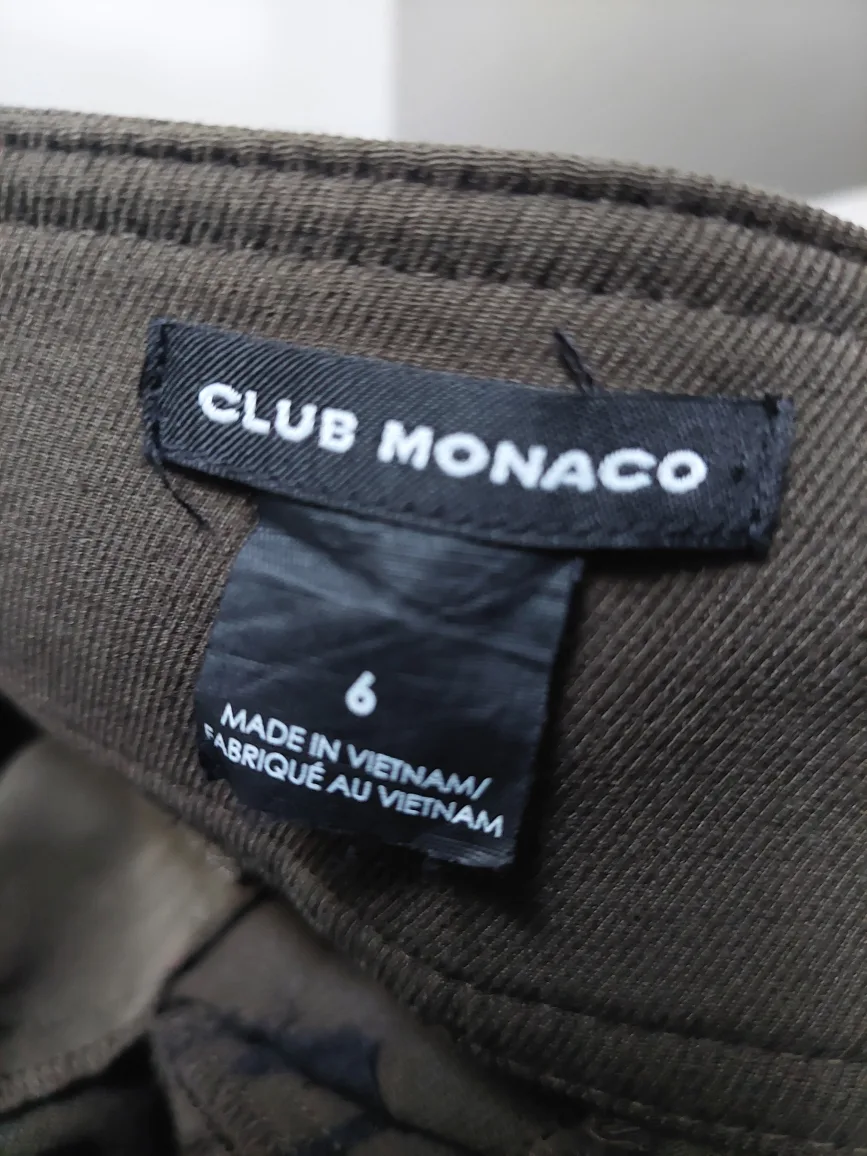 CLUB MONACO
6
MADE IN VIETNAM/
FABRIQUÉ AU VIETNAM